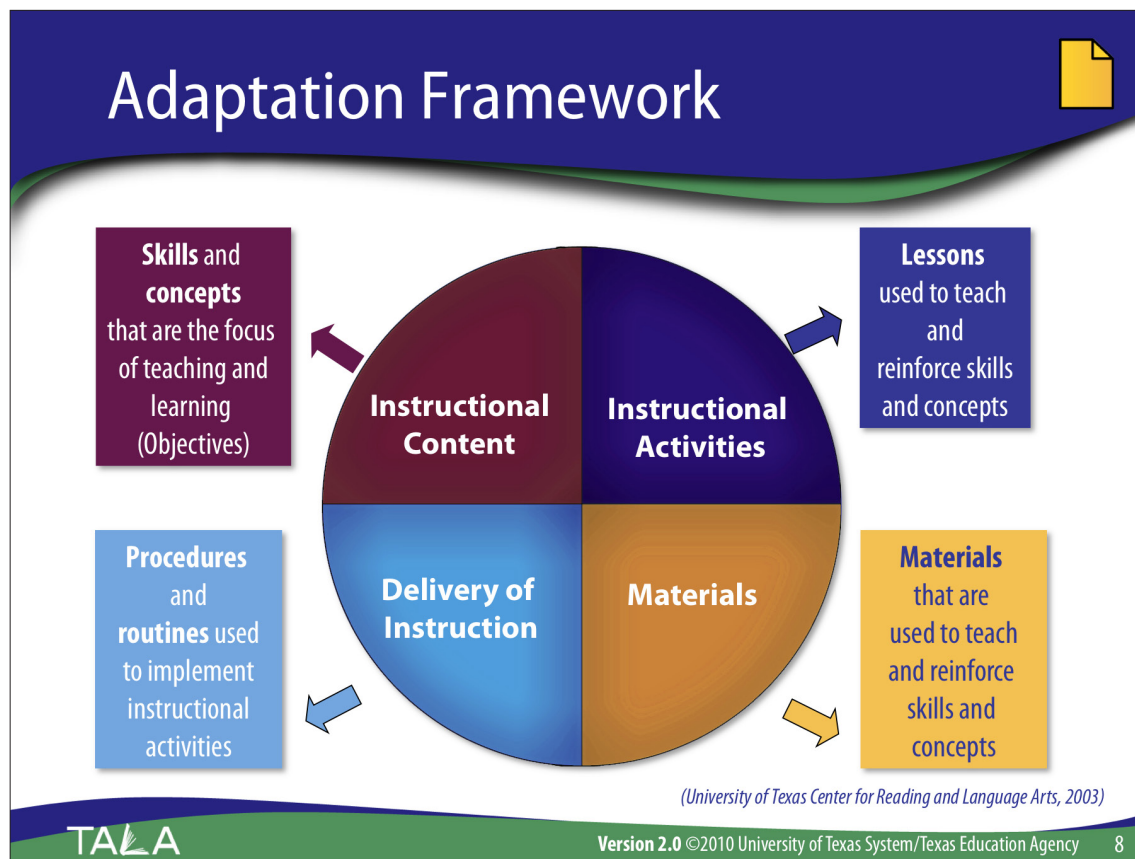 Adaptation Framework
Skills and
concepts
that are the focus
of teaching and
learning
(Objectives)
Instructional
Content
Instructional
Activities
Lessons
used to teach
and
reinforce skills
and concepts
Procedures
and
routines used
to implement
instructional
activities
Delivery of
Instruction
Materials
Materials
that are
used to teach
and reinforce
skills and
concepts
(University of Texas Center for Reading and Language Arts, 2003)
TALA
Version 2.0 ©2010 University of Texas System/Texas Education Agency 8